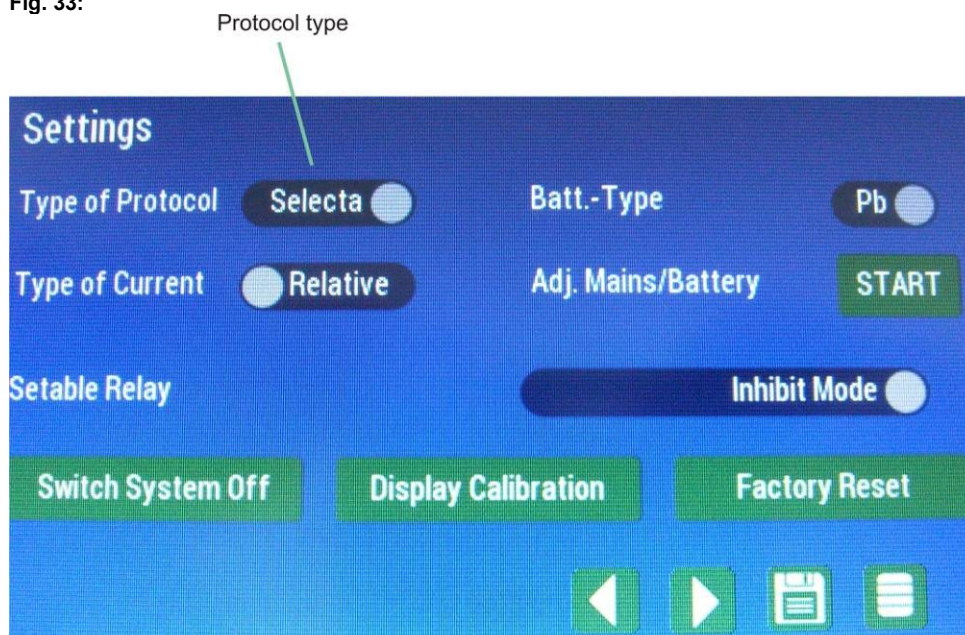 Fig. 33:
Protocol type
Settings
Type of Protocol Selecta Batt.-Type Pb
Type of Current Relative Adj. Mains/Battery START
Setable Relay Inhibit Mode
Switch System Off Display Calibration Factory Reset